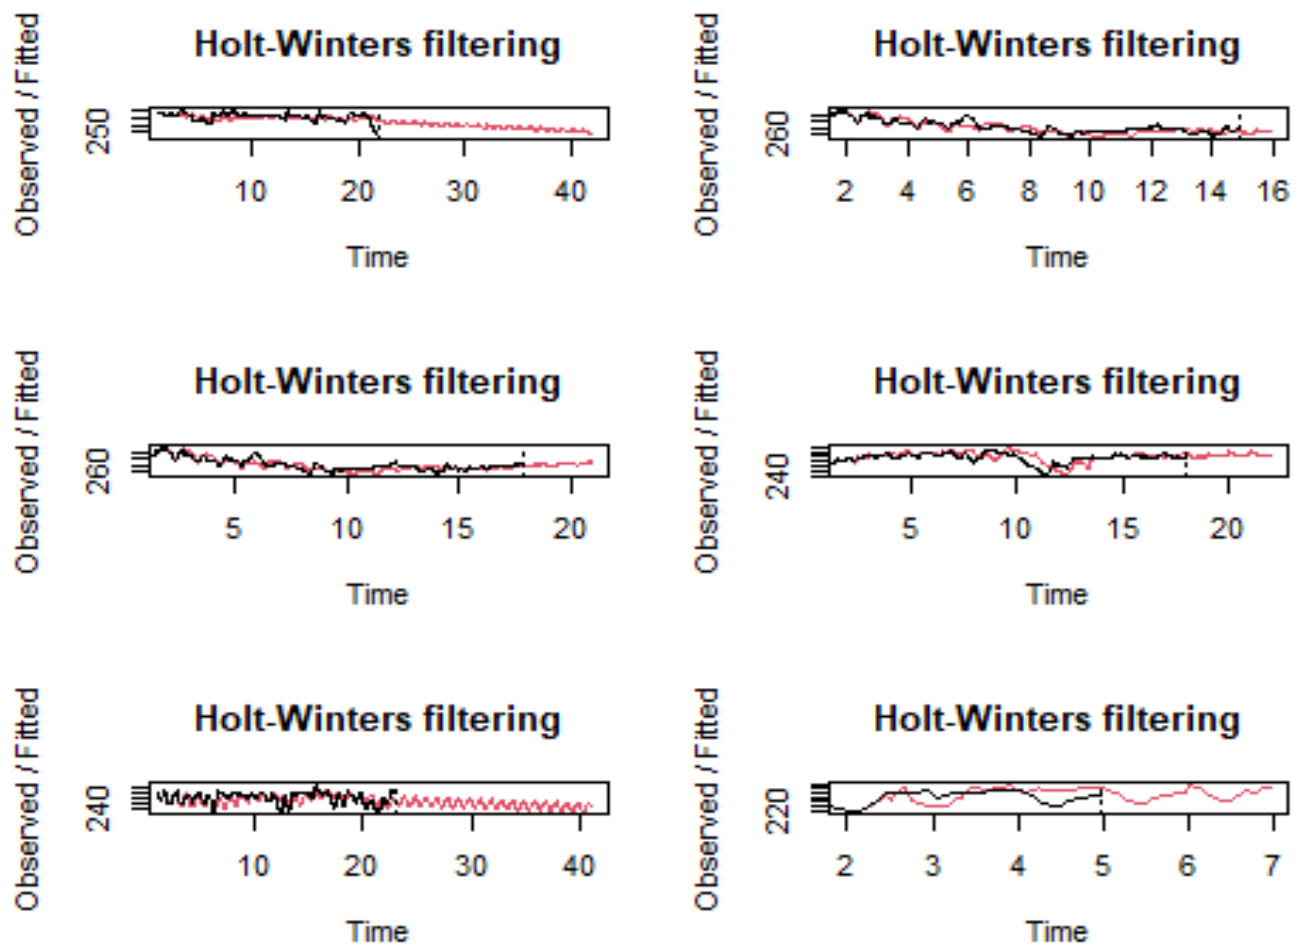 Holt-Winters filtering
Observed / Fitted
250
10 20 30 40
Time
Holt-Winters filtering
Observed / Fitted
260
2 4 6 8 10 12 14 16
Time
Holt-Winters filtering
Observed / Fitted
260
5 10 15 20
Time
Holt-Winters filtering
Observed / Fitted
240
5 10 15 20
Time
Holt-Winters filtering
Observed / Fitted
240
10 20 30 40
Time
Holt-Winters filtering
Observed / Fitted
220
2 3 4 5 6 7
Time